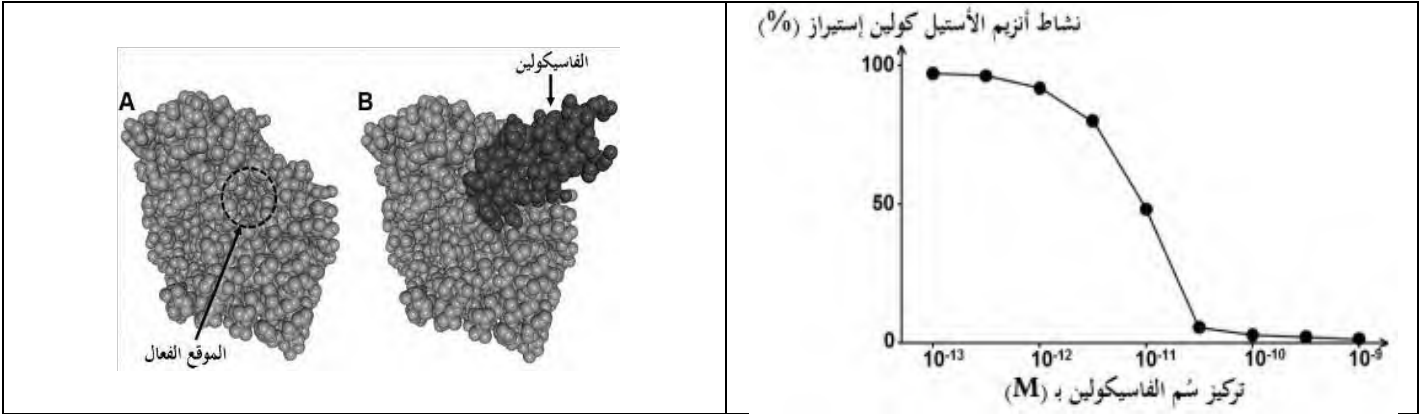 الفاسيكولين
A
B
الموقع الفعال
نشاط أنزيم الأستيل كولين إستيراز (%)
100
50
0
10-13
10-12
10-11
10-10
10-9
تركيز سُم الفاسيكولين بـ (M)